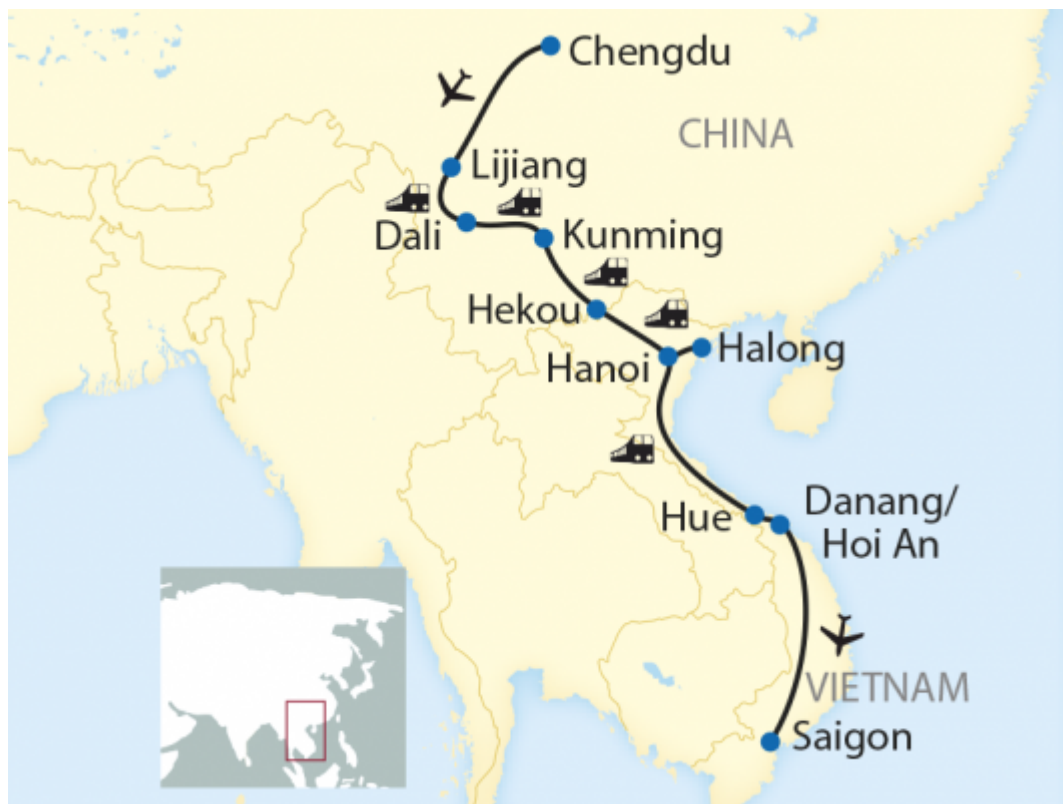 Chengdu
CHINA
Lijiang
Dali
Kunming
Hekou
Hanoi
Halong
Hue
Danang/
Hoi An
VIETNAM
Saigon